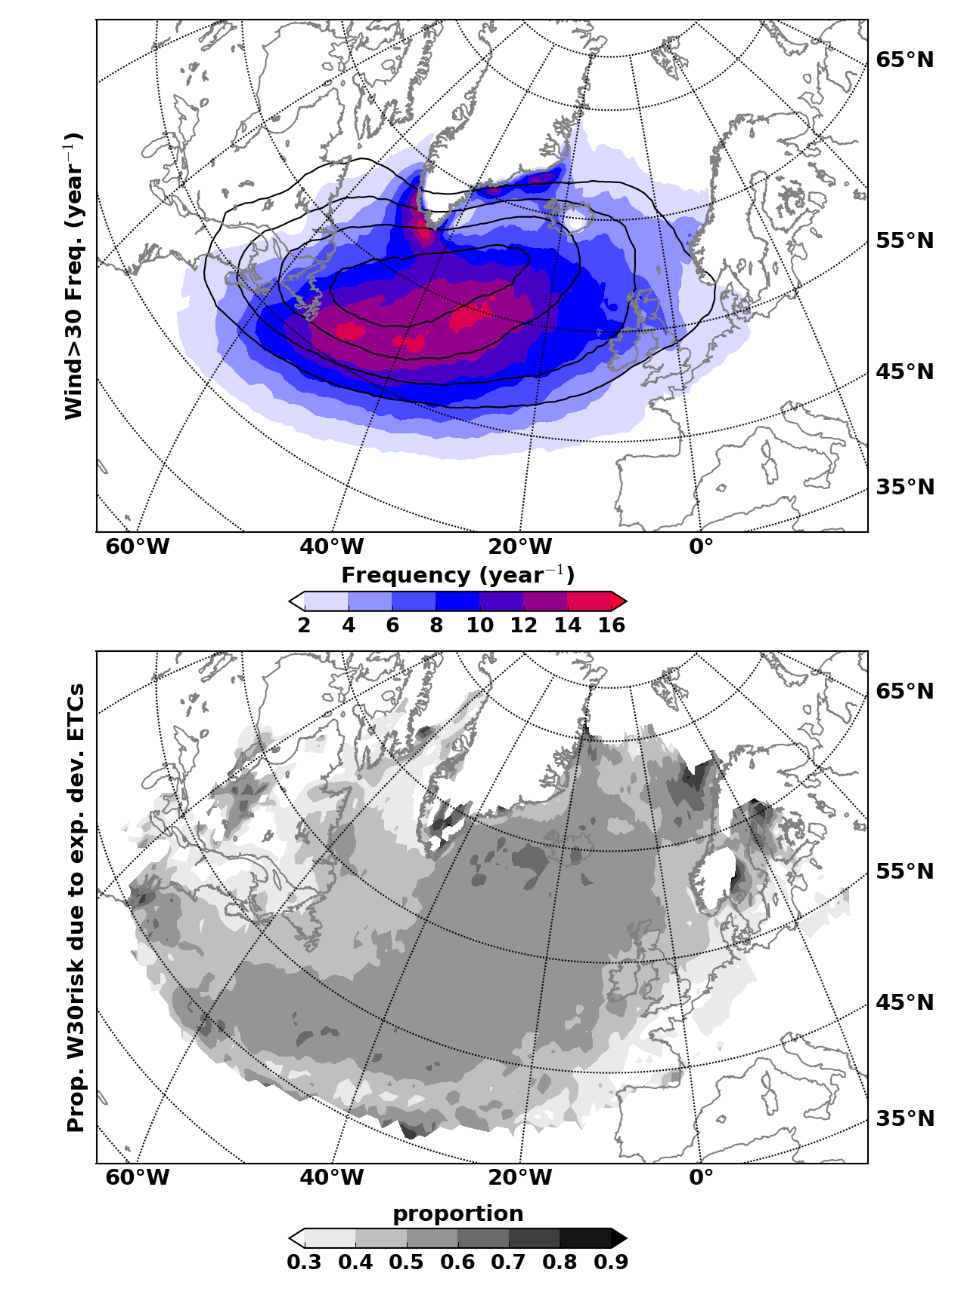 Wind>30 Freq. (year⁻¹)
65°N
55°N
45°N
35°N
60°W 40°W 20°W 0°
Frequency (year⁻¹)
2 4 6 8 10 12 14 16
Prop. W30risk due to exp. dev. ETCs
65°N
55°N
45°N
35°N
60°W 40°W 20°W 0°
proportion
0.3 0.4 0.5 0.6 0.7 0.8 0.9